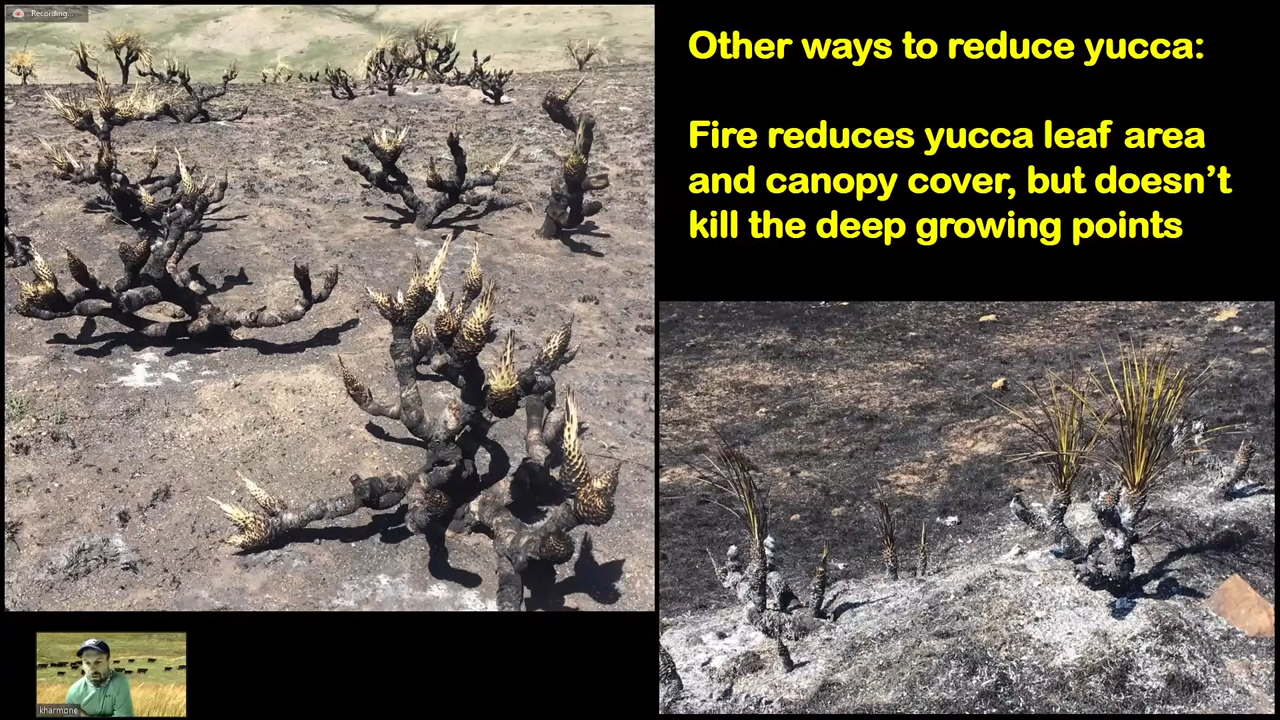 Recording...
Other ways to reduce yucca:
Fire reduces yucca leaf area
and canopy cover, but doesn’t
kill the deep growing points
kharmone